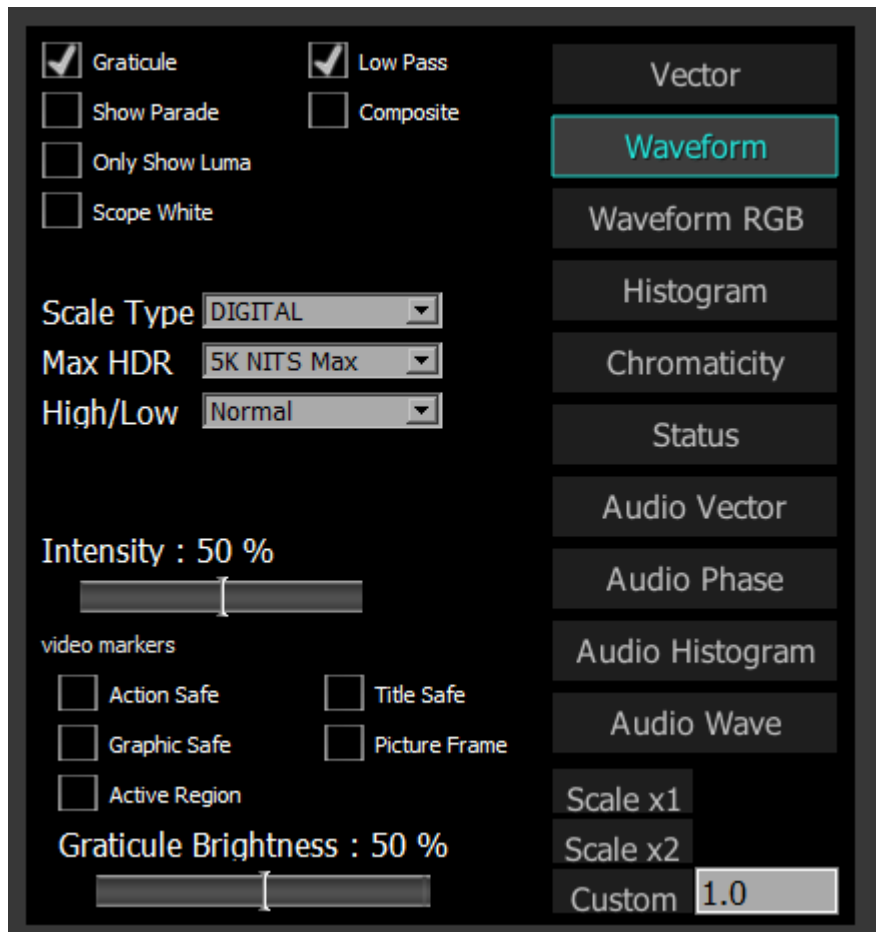 Graticule
Low Pass
Show Parade
Composite
Only Show Luma
Scope White
Scale Type DIGITAL
Max HDR 5K NITS Max
High/Low Normal
Intensity : 50 %
video markers
Action Safe
Title Safe
Graphic Safe
Picture Frame
Active Region
Graticule Brightness : 50 %
Vector
Waveform
Waveform RGB
Histogram
Chromaticity
Status
Audio Vector
Audio Phase
Audio Histogram
Audio Wave
Scale x1
Scale x2
Custom 1.0